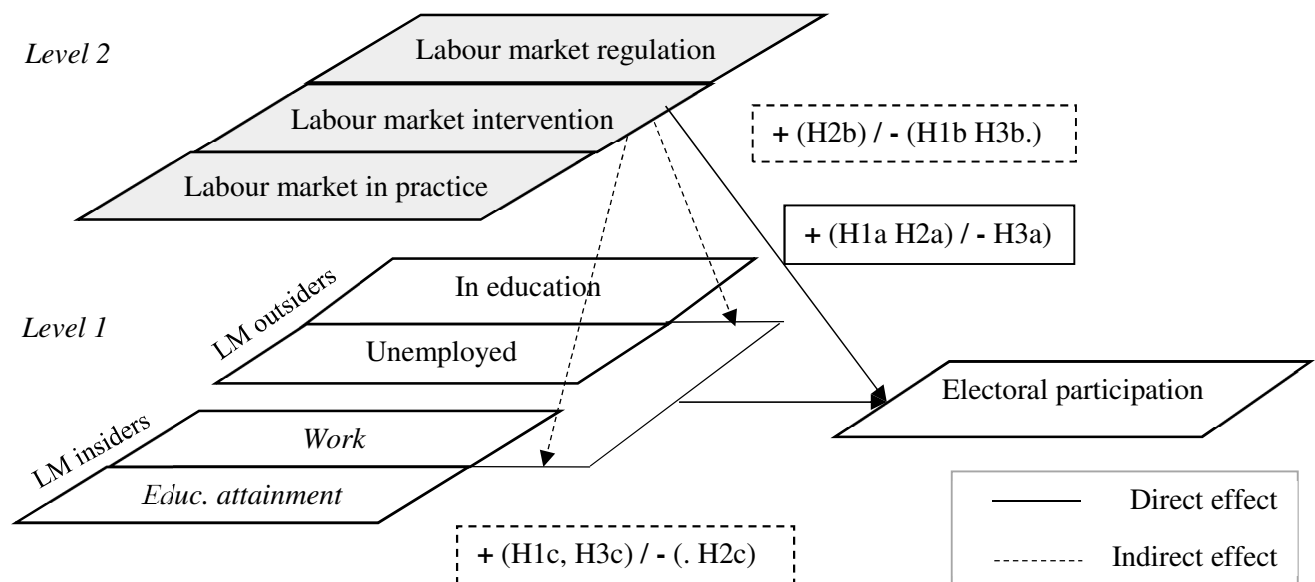 Level 2
Labour market regulation
Labour market intervention
Labour market in practice
+ (H2b) / - (H1b H3b.)
+ (H1a H2a) / - H3a)
Level 1
LM outsiders
In education
Unemployed
LM insiders
Work
Educ. attainment
Electoral participation
+ (H1c, H3c) / - (. H2c)
Direct effect
Indirect effect